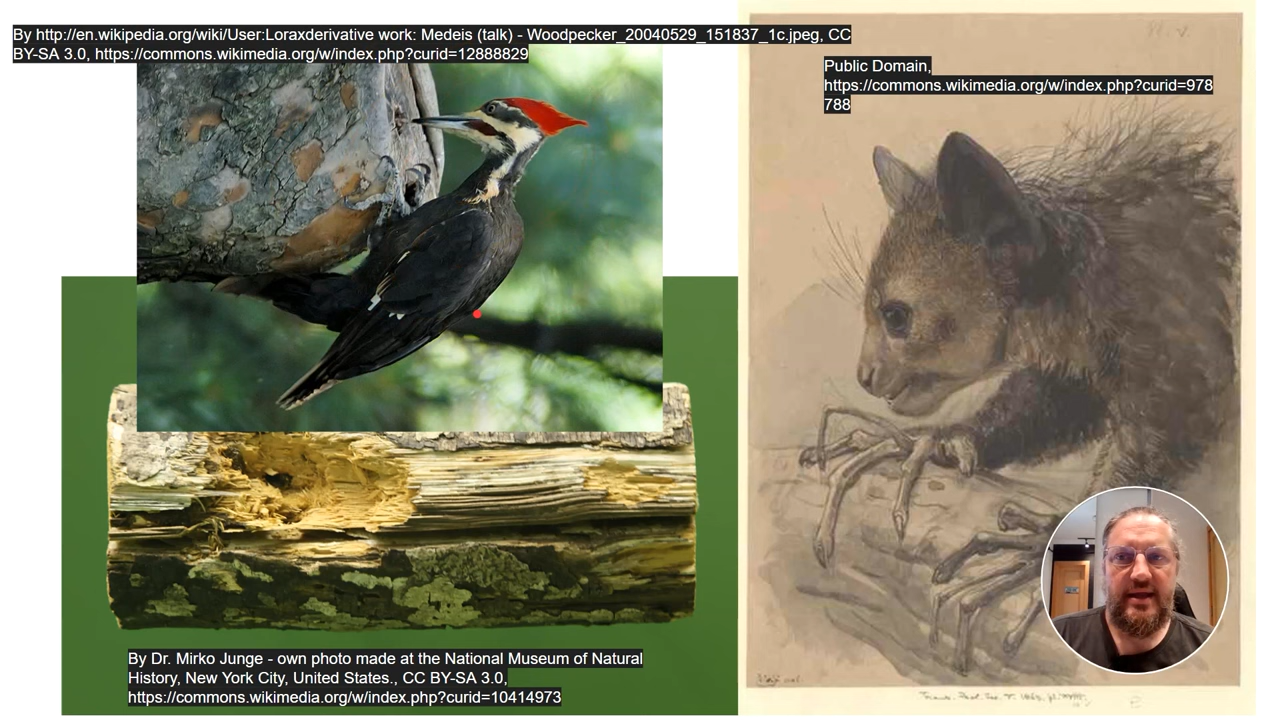 By http://en.wikipedia.org/wiki/User:Loraxderivative work: Medeis (talk) - Woodpecker_20040529_151837_1c.jpeg, CC
BY-SA 3.0, https://commons.wikimedia.org/w/index.php?curid=12888829
Public Domain,
https://commons.wikimedia.org/w/index.php?curid=978
788
By Dr. Mirko Junge - own photo made at the National Museum of Natural
History, New York City, United States., CC BY-SA 3.0,
https://commons.wikimedia.org/w/index.php?curid=10414973